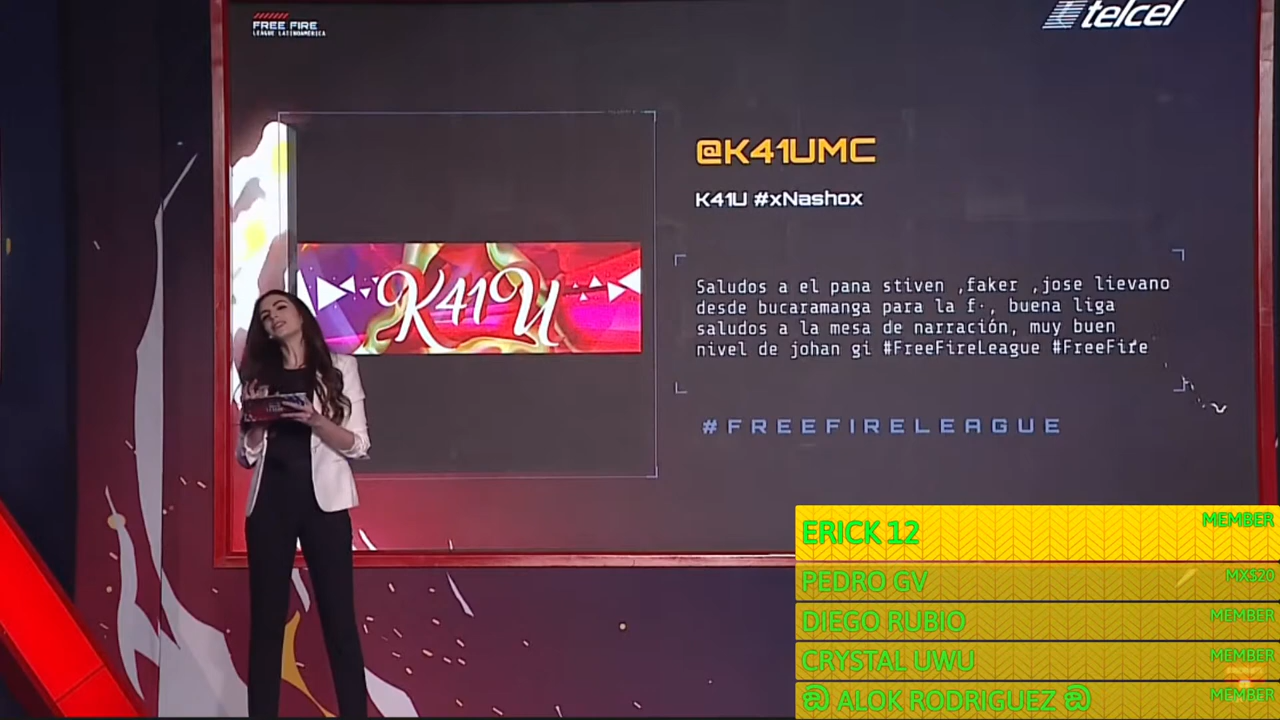 FREE FIRE
LEAGUE LATINOAMÉRICA
telcel
@K41UMC
K41U #xNashox
K41U
Saludos a el pana stiven ,faker ,jose lievano
desde bucaramanga para la f·, buena liga
saludos a la mesa de narración, muy buen
nivel de johan gi #FreeFireLeague #FreeFire
#FREEFIRELEAGUE
ERICK 12 MEMBER
PEDRO GV MX$20
DIEGO RUBIO MEMBER
CRYSTAL UWU MEMBER
ඬ ALOK RODRIGUEZ ඬ MEMBER